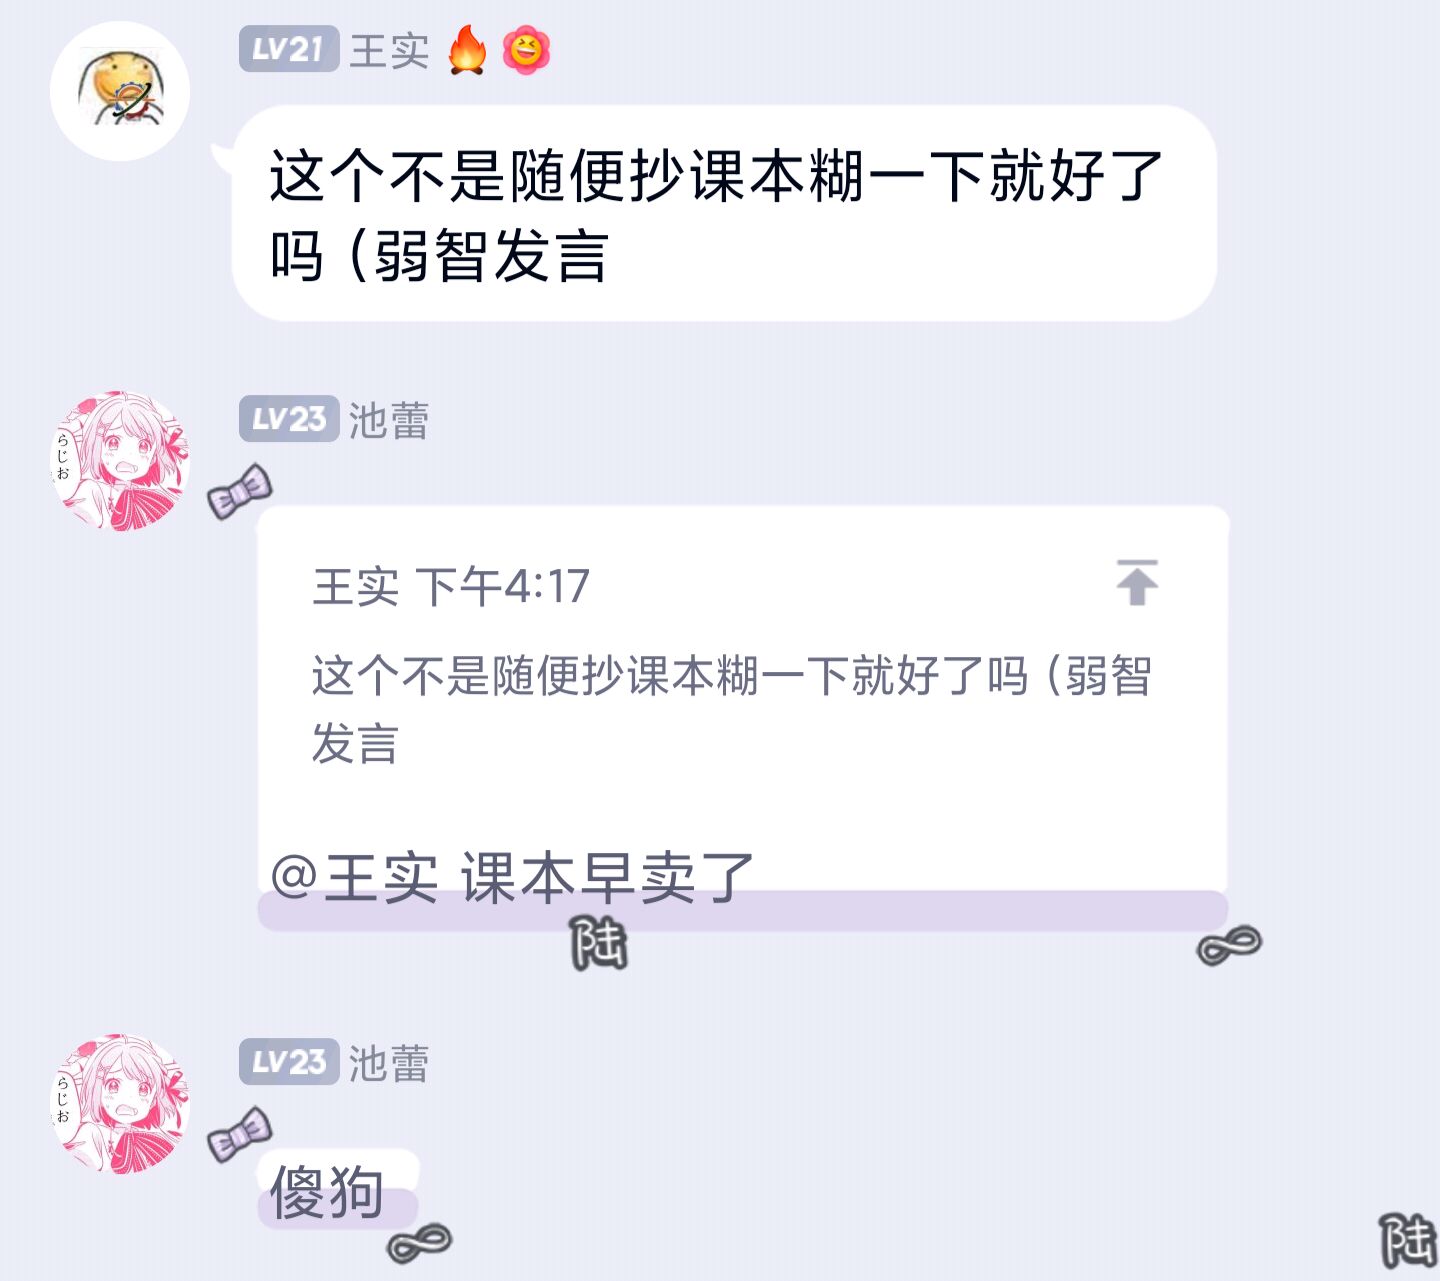 LV21 王实
这个不是随便抄课本糊一下就好了
吗（弱智发言
LV23 池蕾
らじお
王实 下午4:17
这个不是随便抄课本糊一下就好了吗（弱智
发言
@王实 课本早卖了
陆
LV23 池蕾
らじお
傻狗
陆